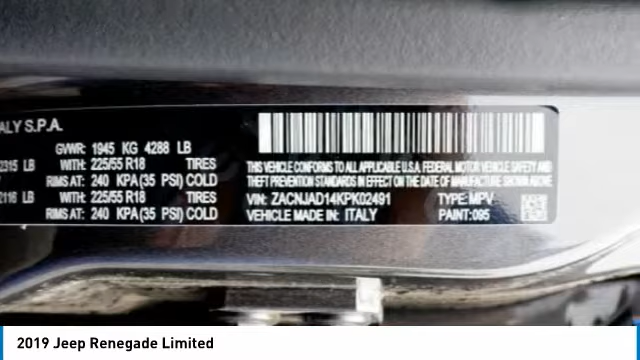 ALY S.P.A.
GVWR: 1945 KG 4288 LB
2315 LB WITH: 225/55 R18 TIRES
RIMS AT: 240 KPA(35 PSI) COLD
2116 LB WITH: 225/55 R18 TIRES
RIMS AT: 240 KPA(35 PSI) COLD
THIS VEHICLE CONFORMS TO ALL APPLICABLE U.S.A. FEDERAL MOTOR VEHICLE SAFETY AND
THEFT PREVENTION STANDARDS IN EFFECT ON THE DATE OF MANUFACTURE SHOWN ABOVE
VIN: ZACNJAD14KPK02491 TYPE: MPV
VEHICLE MADE IN: ITALY PAINT: 095
2019 Jeep Renegade Limited